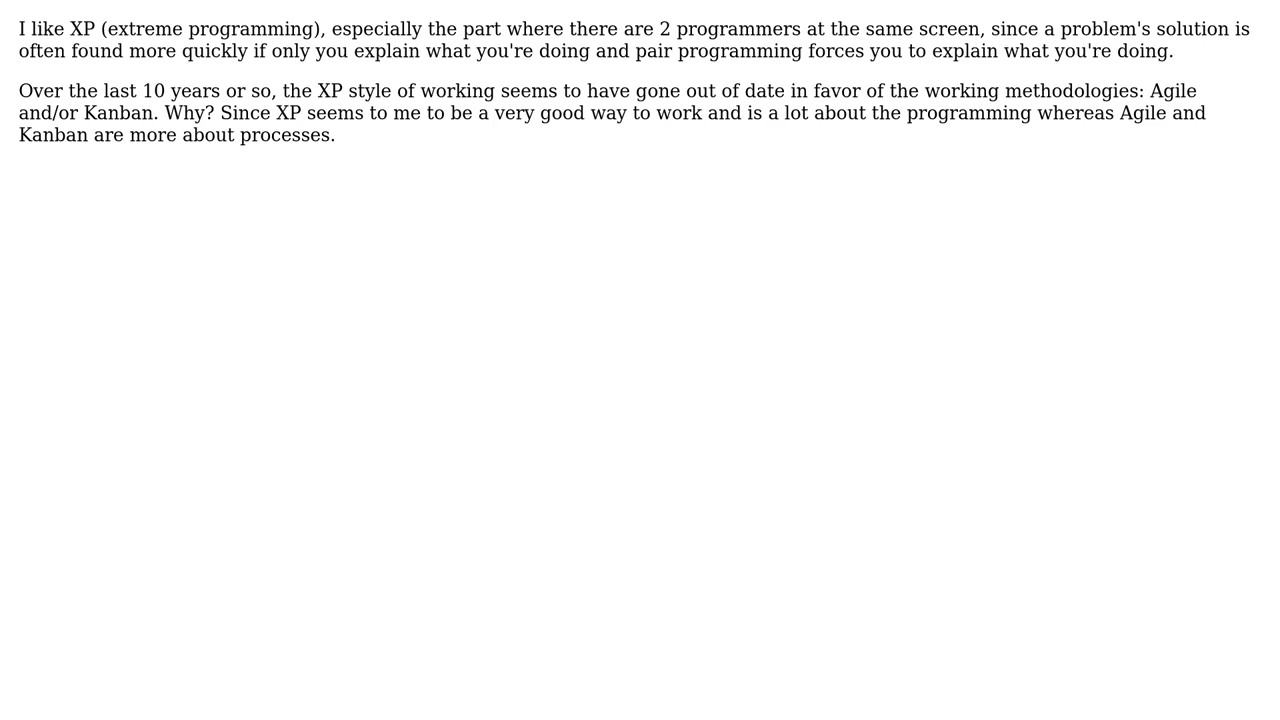 I like XP (extreme programming), especially the part where there are 2 programmers at the same screen, since a problem's solution is
often found more quickly if only you explain what you're doing and pair programming forces you to explain what you're doing.
Over the last 10 years or so, the XP style of working seems to have gone out of date in favor of the working methodologies: Agile
and/or Kanban. Why? Since XP seems to me to be a very good way to work and is a lot about the programming whereas Agile and
Kanban are more about processes.